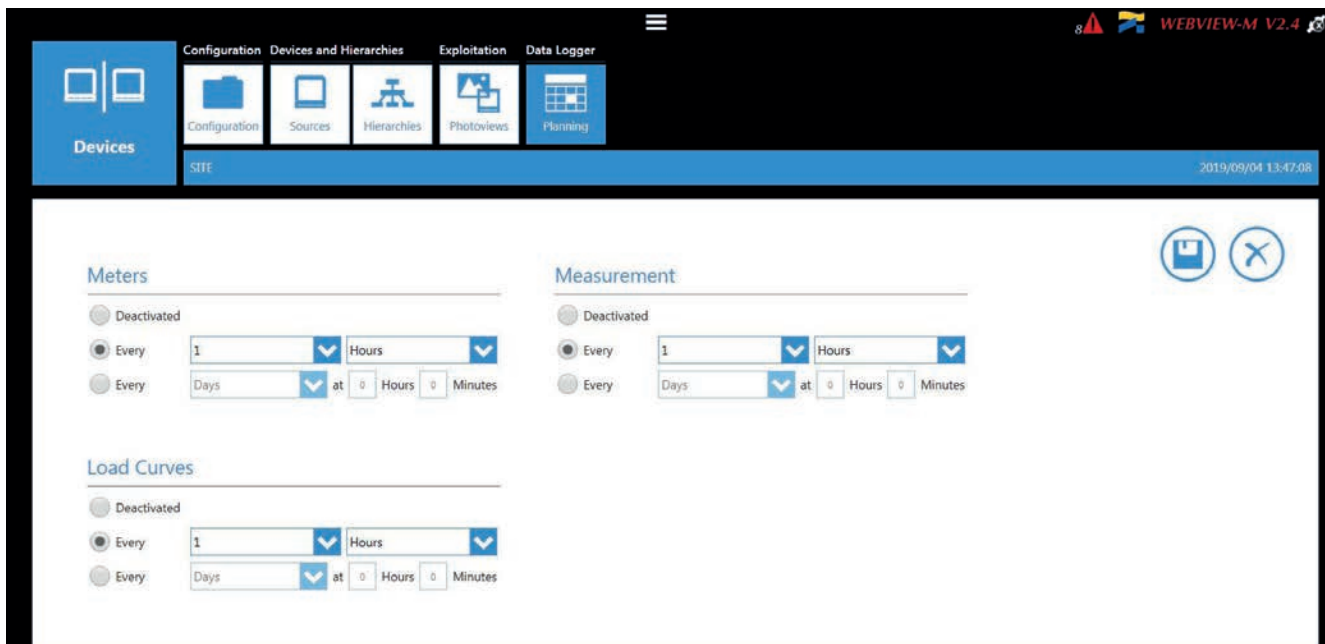 8 WEBVIEW-M V2.4
Configuration Devices and Hierarchies Exploitation Data Logger
Devices
Configuration Sources Hierarchies Photoviews Planning
SITE 2019/09/04 13:47:08
Meters
Deactivated
Every 1 Hours
Every Days at 0 Hours 0 Minutes
Measurement
Deactivated
Every 1 Hours
Every Days at 0 Hours 0 Minutes
Load Curves
Deactivated
Every 1 Hours
Every Days at 0 Hours 0 Minutes